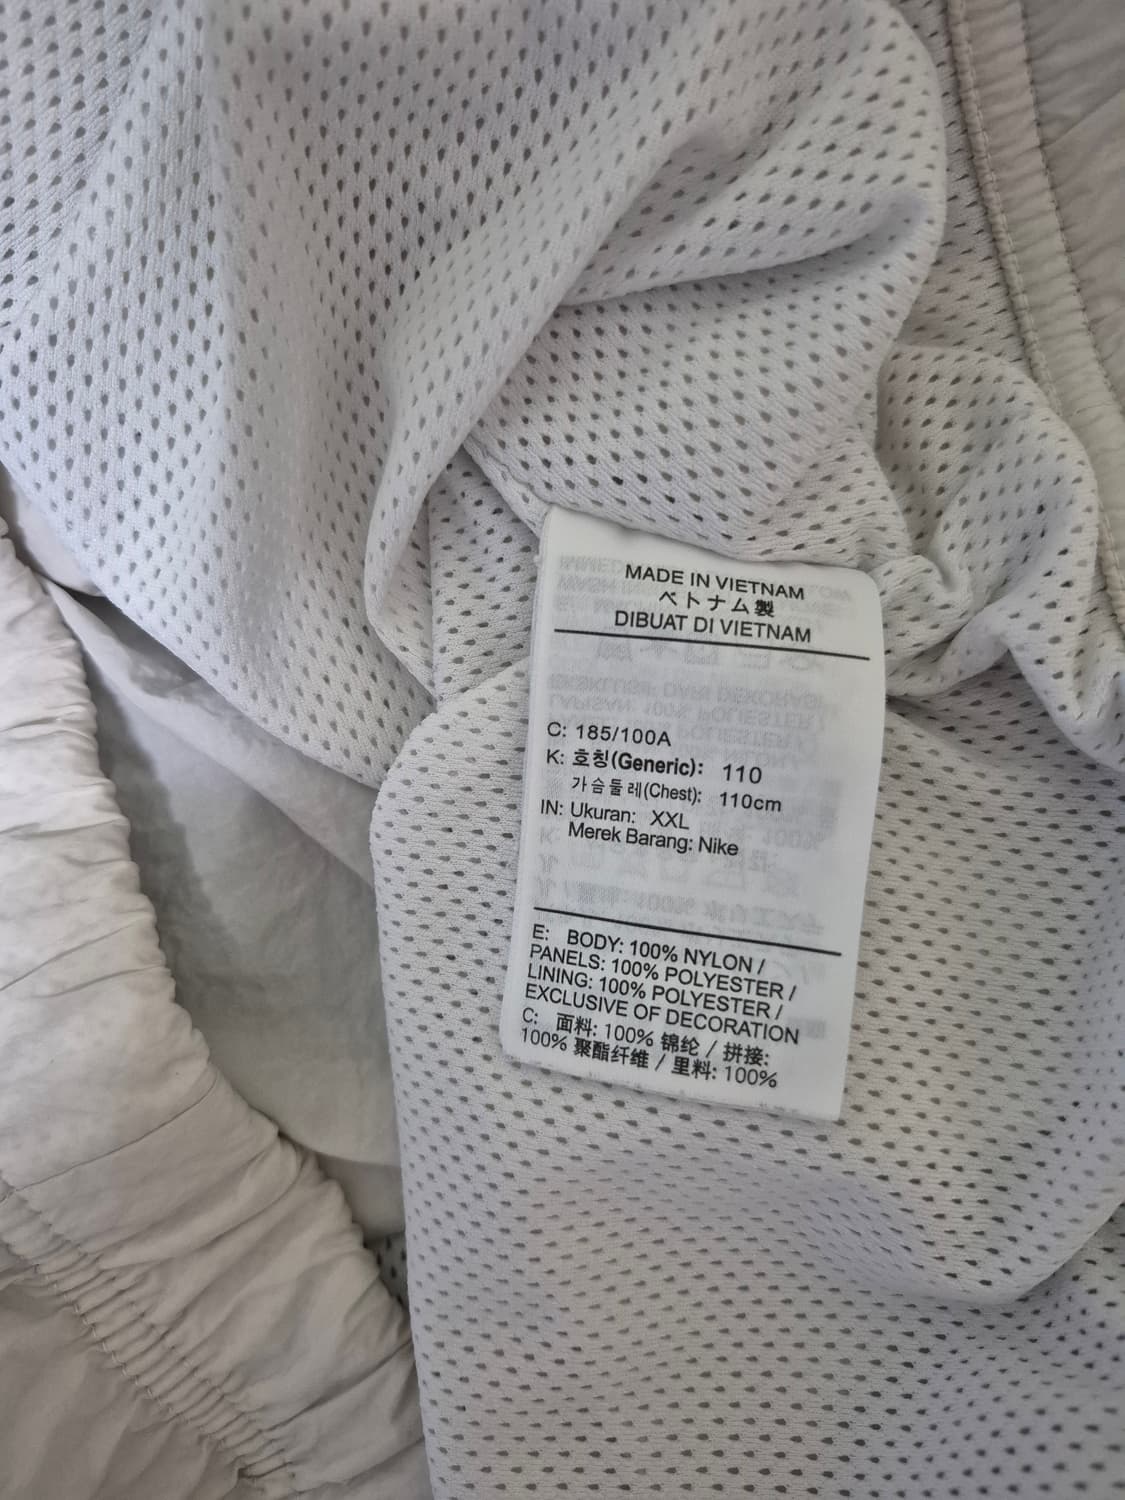 MADE IN VIETNAM
ベトナム製
DIBUAT DI VIETNAM
C: 185/100A
K: 호칭(Generic): 110
가슴둘레(Chest): 110cm
IN: Ukuran: XXL
Merek Barang: Nike
E: BODY: 100% NYLON /
PANELS: 100% POLYESTER /
LINING: 100% POLYESTER /
EXCLUSIVE OF DECORATION
C: 面料: 100% 锦纶 / 拼接:
100% 聚酯纤维 / 里料: 100%